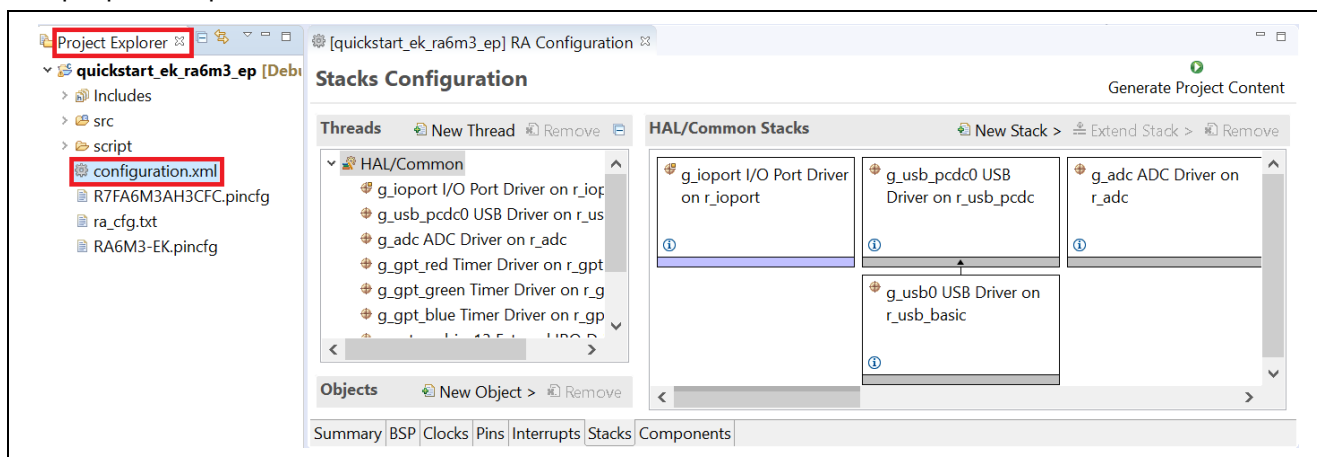 Project Explorer
quickstart_ek_ra6m3_ep [Debu
Includes
src
script
configuration.xml
R7FA6M3AH3CFC.pincfg
ra_cfg.txt
RA6M3-EK.pincfg
[quickstart_ek_ra6m3_ep] RA Configuration
Stacks Configuration
Generate Project Content
Threads
New Thread
Remove
HAL/Common
g_ioport I/O Port Driver on r_iop
g_usb_pcdc0 USB Driver on r_us
g_adc ADC Driver on r_adc
g_gpt_red Timer Driver on r_gpt
g_gpt_green Timer Driver on r_g
g_gpt_blue Timer Driver on r_gp
Objects
New Object >
Remove
HAL/Common Stacks
New Stack >
Extend Stack >
Remove
g_ioport I/O Port Driver
on r_ioport
g_usb_pcdc0 USB
Driver on r_usb_pcdc
g_adc ADC Driver on
r_adc
g_usb0 USB Driver on
r_usb_basic
Summary BSP Clocks Pins Interrupts Stacks Components